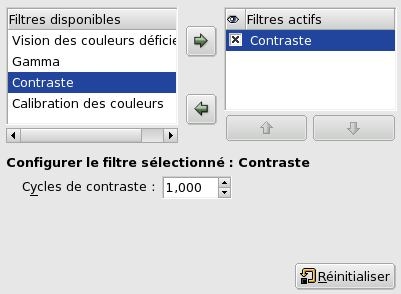 Filtres disponibles
Vision des couleurs déficie
Gamma
Contraste
Calibration des couleurs
Filtres actifs
Contraste
Configurer le filtre sélectionné : Contraste
Cycles de contraste : 1,000
Réinitialiser